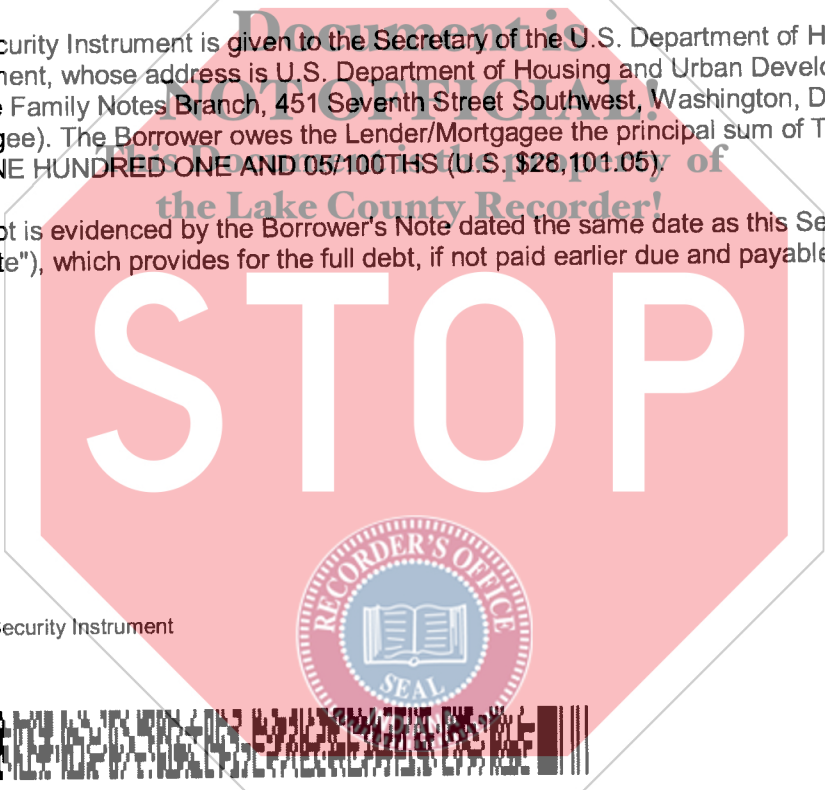 Document is
curity Instrument is given to the Secretary of the U.S. Department of H
ment, whose address is U.S. Department of Housing and Urban Develo
NOT OFFICIAL!
e Family Notes Branch, 451 Seventh Street Southwest, Washington, D
gee). The Borrower owes the Lender/Mortgagee the principal sum of T
This Document is the property of
NE HUNDRED ONE AND 05/100THS (U.S. $28,101.05).
the Lake County Recorder!
bt is evidenced by the Borrower's Note dated the same date as this Se
te"), which provides for the full debt, if not paid earlier due and payable
STOP
RECORDER'S OFFICE
ecurity Instrument
SEAL